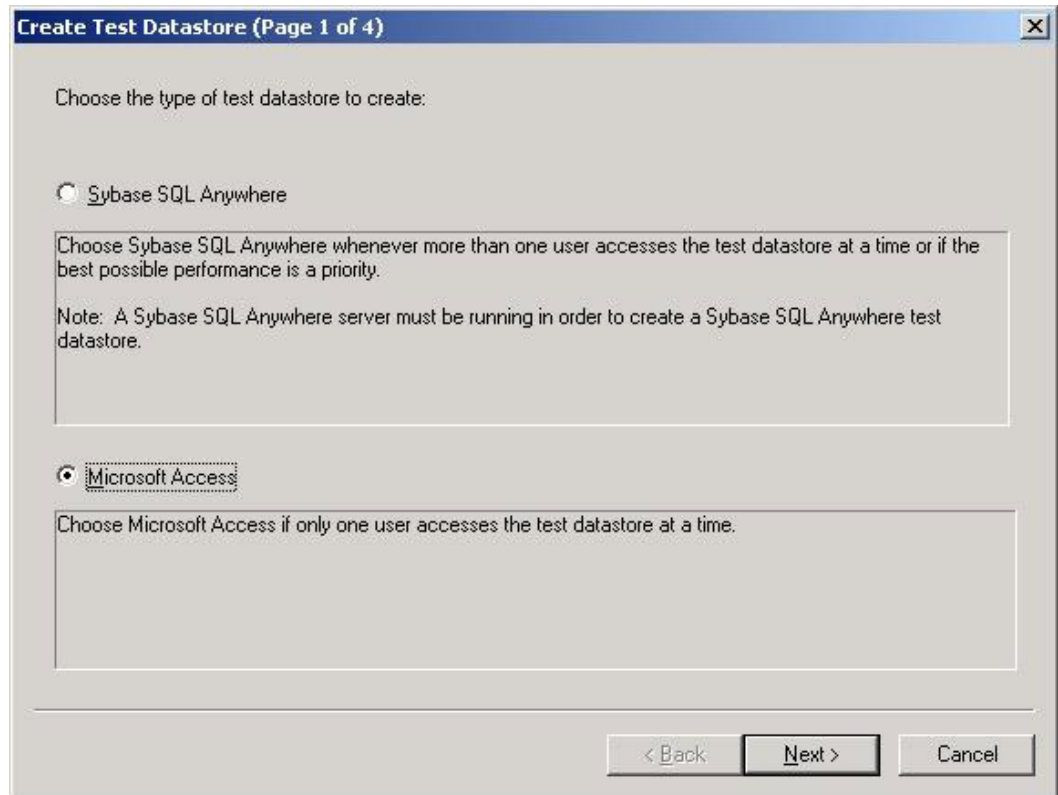 Create Test Datastore (Page 1 of 4)
Choose the type of test datastore to create:
Sybase SQL Anywhere
Choose Sybase SQL Anywhere whenever more than one user accesses the test datastore at a time or if the
best possible performance is a priority.
Note:  A Sybase SQL Anywhere server must be running in order to create a Sybase SQL Anywhere test
datastore.
Microsoft Access
Choose Microsoft Access if only one user accesses the test datastore at a time.
< Back
Next >
Cancel